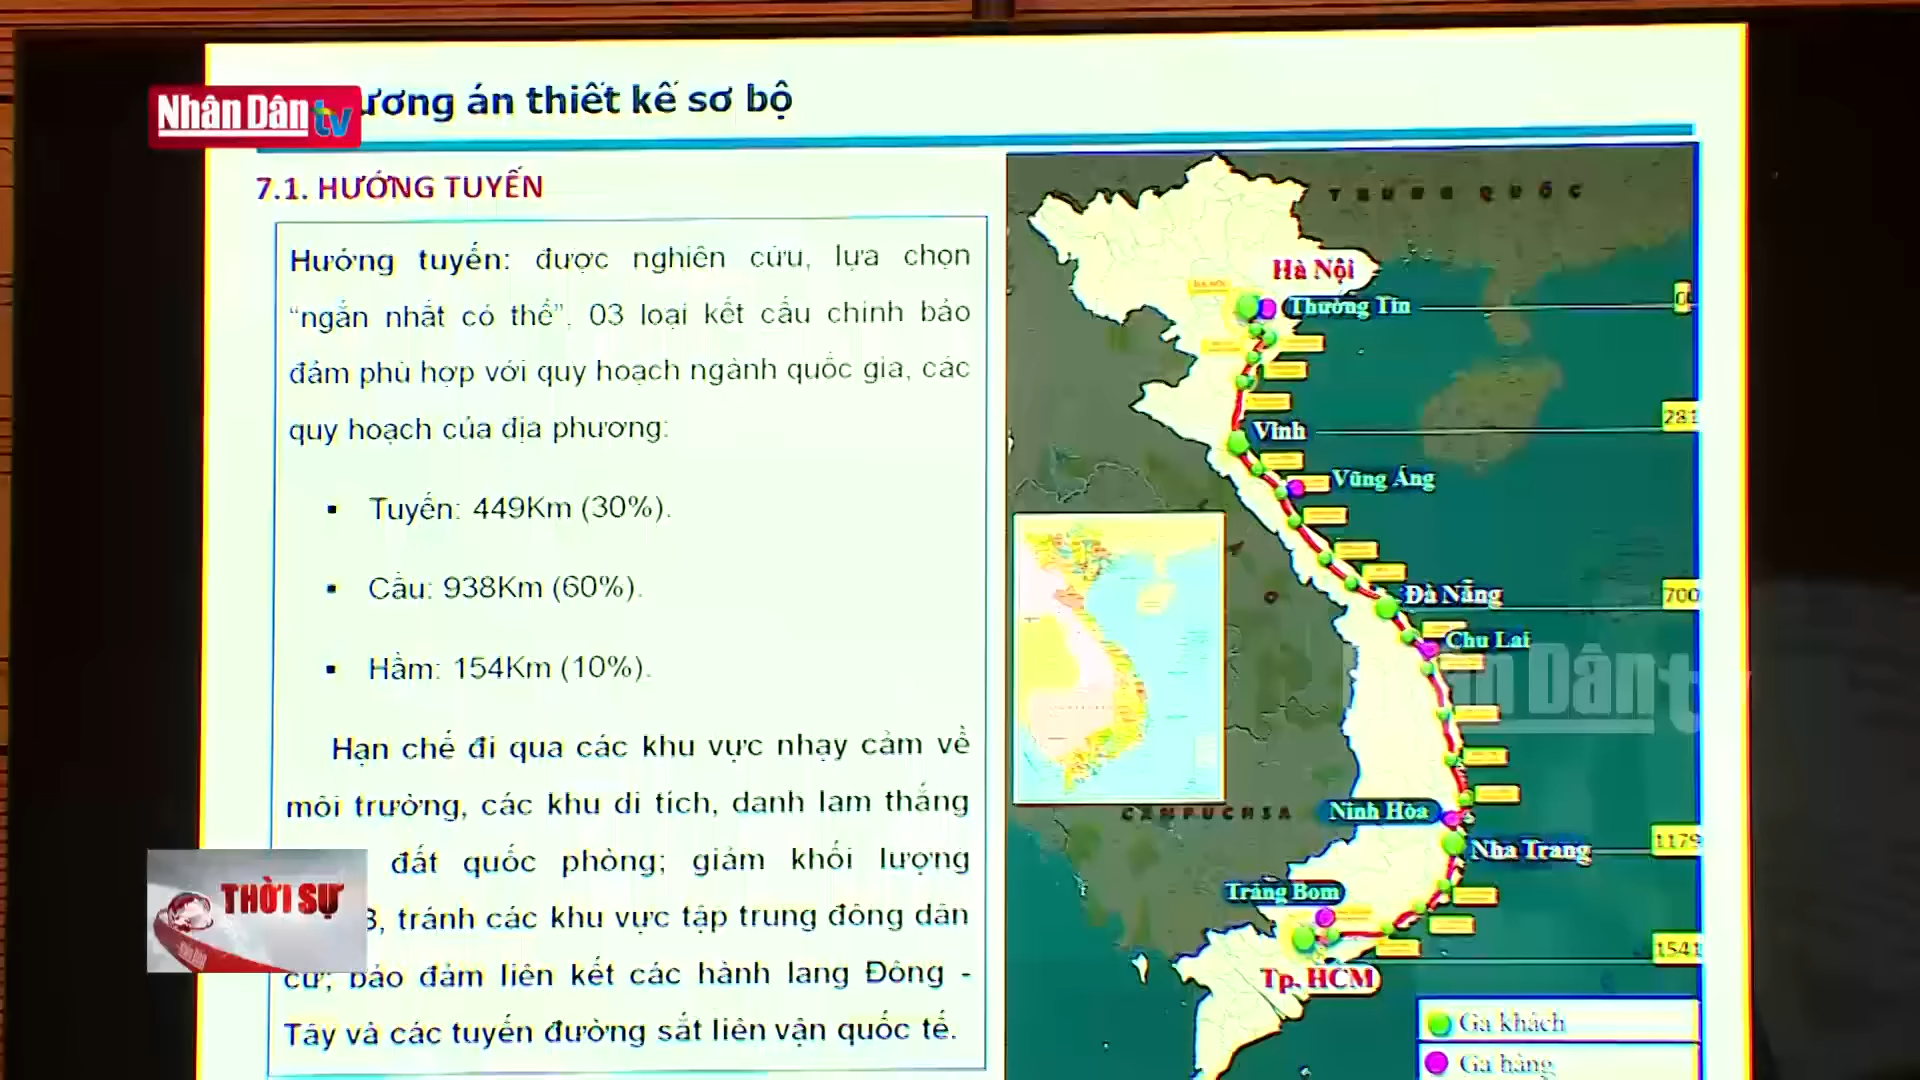 Nhân Dân tv
ương án thiết kế sơ bộ
7.1. HƯỚNG TUYẾN
Hướng tuyến: được nghiên cứu, lựa chọn
“ngắn nhất có thể”. 03 loại kết cấu chính bảo
đảm phù hợp với quy hoạch ngành quốc gia, các
quy hoạch của địa phương:
▪ Tuyến: 449Km (30%).
▪ Cầu: 938Km (60%).
▪ Hầm: 154Km (10%).
Hạn chế đi qua các khu vực nhạy cảm về
môi trường, các khu di tích, danh lam thắng
đất quốc phòng; giảm khối lượng
B, tránh các khu vực tập trung đông dân
cư; bảo đảm liên kết các hành lang Đông -
Tây và các tuyến đường sắt liên vận quốc tế.
THỜI SỰ
TRUNG QUỐC
Hà Nội
Thường Tín
Vinh
281
Vũng Áng
Đà Nẵng
700
Chu Lai
Nhân Dân tv
CAMPUCHIA
Ninh Hòa
Nha Trang
1179
Trảng Bom
1541
Tp. HCM
Ga khách
Ga hàng